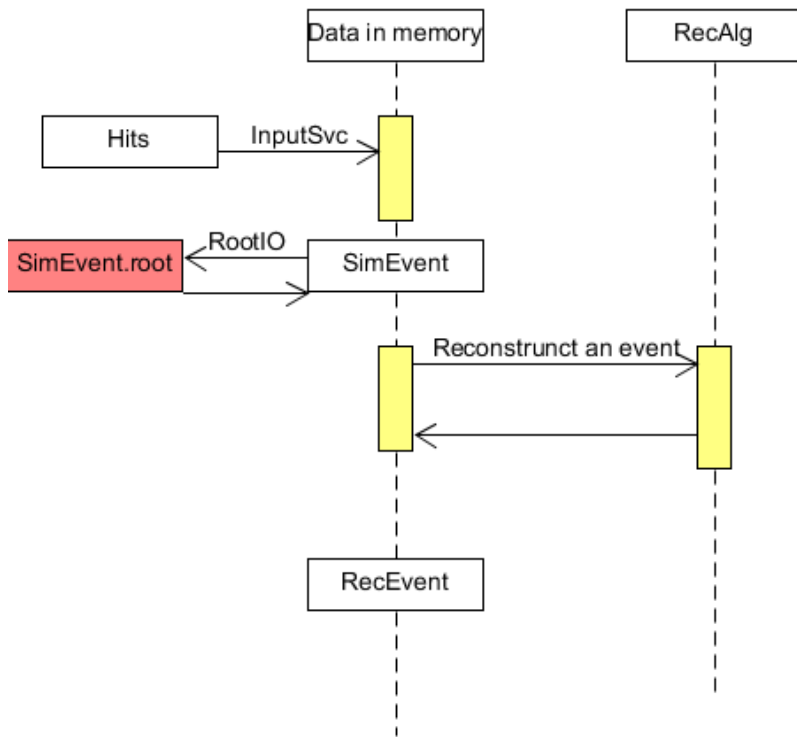 Data in memory
RecAlg
Hits
InputSvc
RootIO
SimEvent.root
SimEvent
Reconstrunct an event
RecEvent